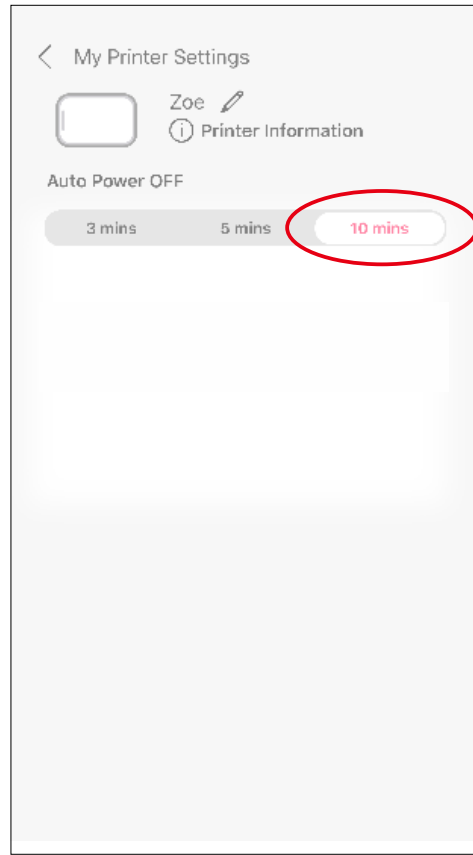 My Printer Settings
Zoe
Printer Information
Auto Power OFF
3 mins 5 mins 10 mins